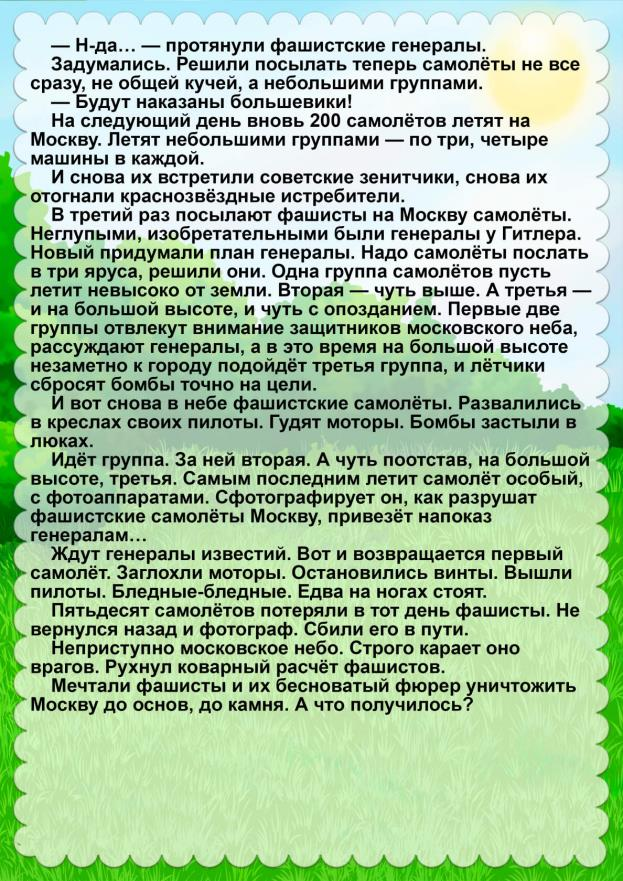 — Н-да… — протянули фашистские генералы.
Задумались. Решили посылать теперь самолёты не все
сразу, не общей кучей, а небольшими группами.
— Будут наказаны большевики!
На следующий день вновь 200 самолётов летят на
Москву. Летят небольшими группами — по три, четыре
машины в каждой.
И снова их встретили советские зенитчики, снова их
отогнали краснозвёздные истребители.
В третий раз посылают фашисты на Москву самолёты.
Неглупыми, изобретательными были генералы у Гитлера.
Новый придумали план генералы. Надо самолёты послать
в три яруса, решили они. Одна группа самолётов пусть
летит невысоко от земли. Вторая — чуть выше. А третья —
и на большой высоте, и чуть с опозданием. Первые две
группы отвлекут внимание защитников московского неба,
рассуждают генералы, а в это время на большой высоте
незаметно к городу подойдёт третья группа, и лётчики
сбросят бомбы точно на цели.
И вот снова в небе фашистские самолёты. Развалились
в креслах своих пилоты. Гудят моторы. Бомбы застыли в
люках.
Идёт группа. За ней вторая. А чуть поотстав, на большой
высоте, третья. Самым последним летит самолёт особый,
с фотоаппаратами. Сфотографирует он, как разрушат
фашистские самолёты Москву, привезёт напоказ
генералам…
Ждут генералы известий. Вот и возвращается первый
самолёт. Заглохли моторы. Остановились винты. Вышли
пилоты. Бледные-бледные. Едва на ногах стоят.
Пятьдесят самолётов потеряли в тот день фашисты. Не
вернулся назад и фотограф. Сбили его в пути.
Неприступно московское небо. Строго карает оно
врагов. Рухнул коварный расчёт фашистов.
Мечтали фашисты и их бесноватый фюрер уничтожить
Москву до основ, до камня. А что получилось?